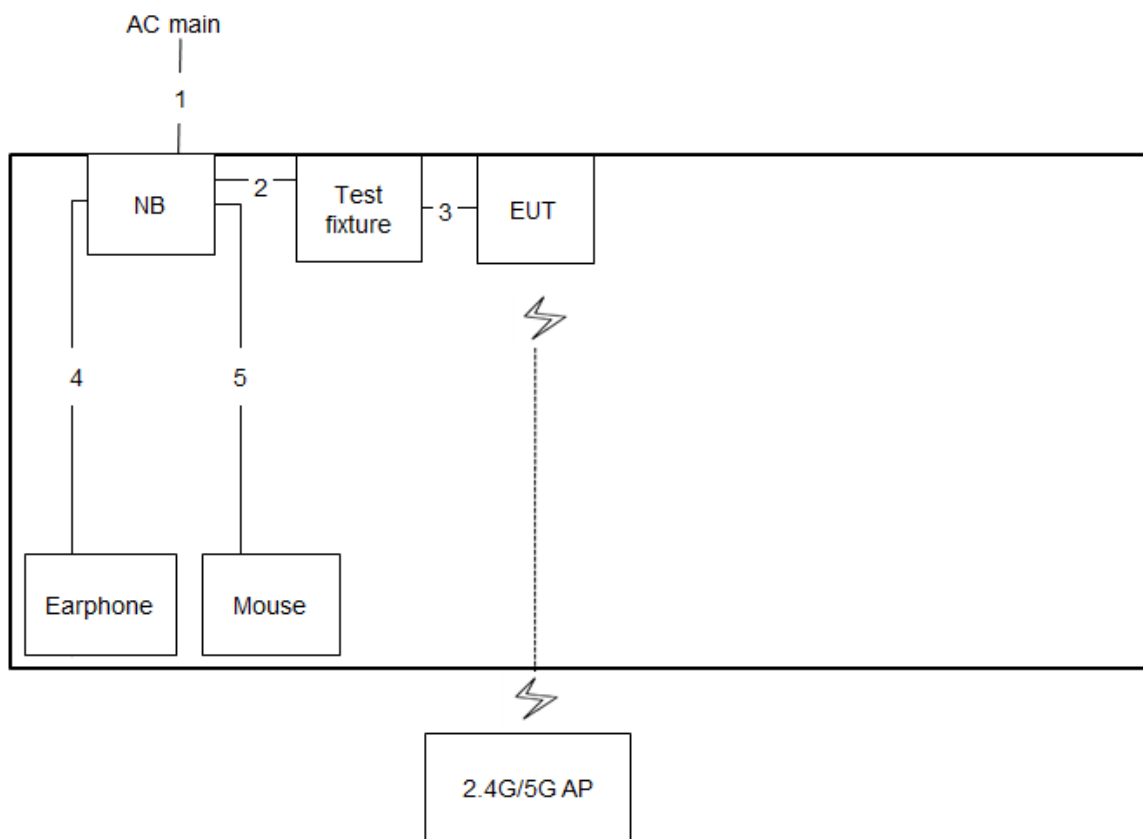 AC main
1
NB
2
Test
fixture
3
EUT
4
5
Earphone
Mouse
2.4G/5G AP